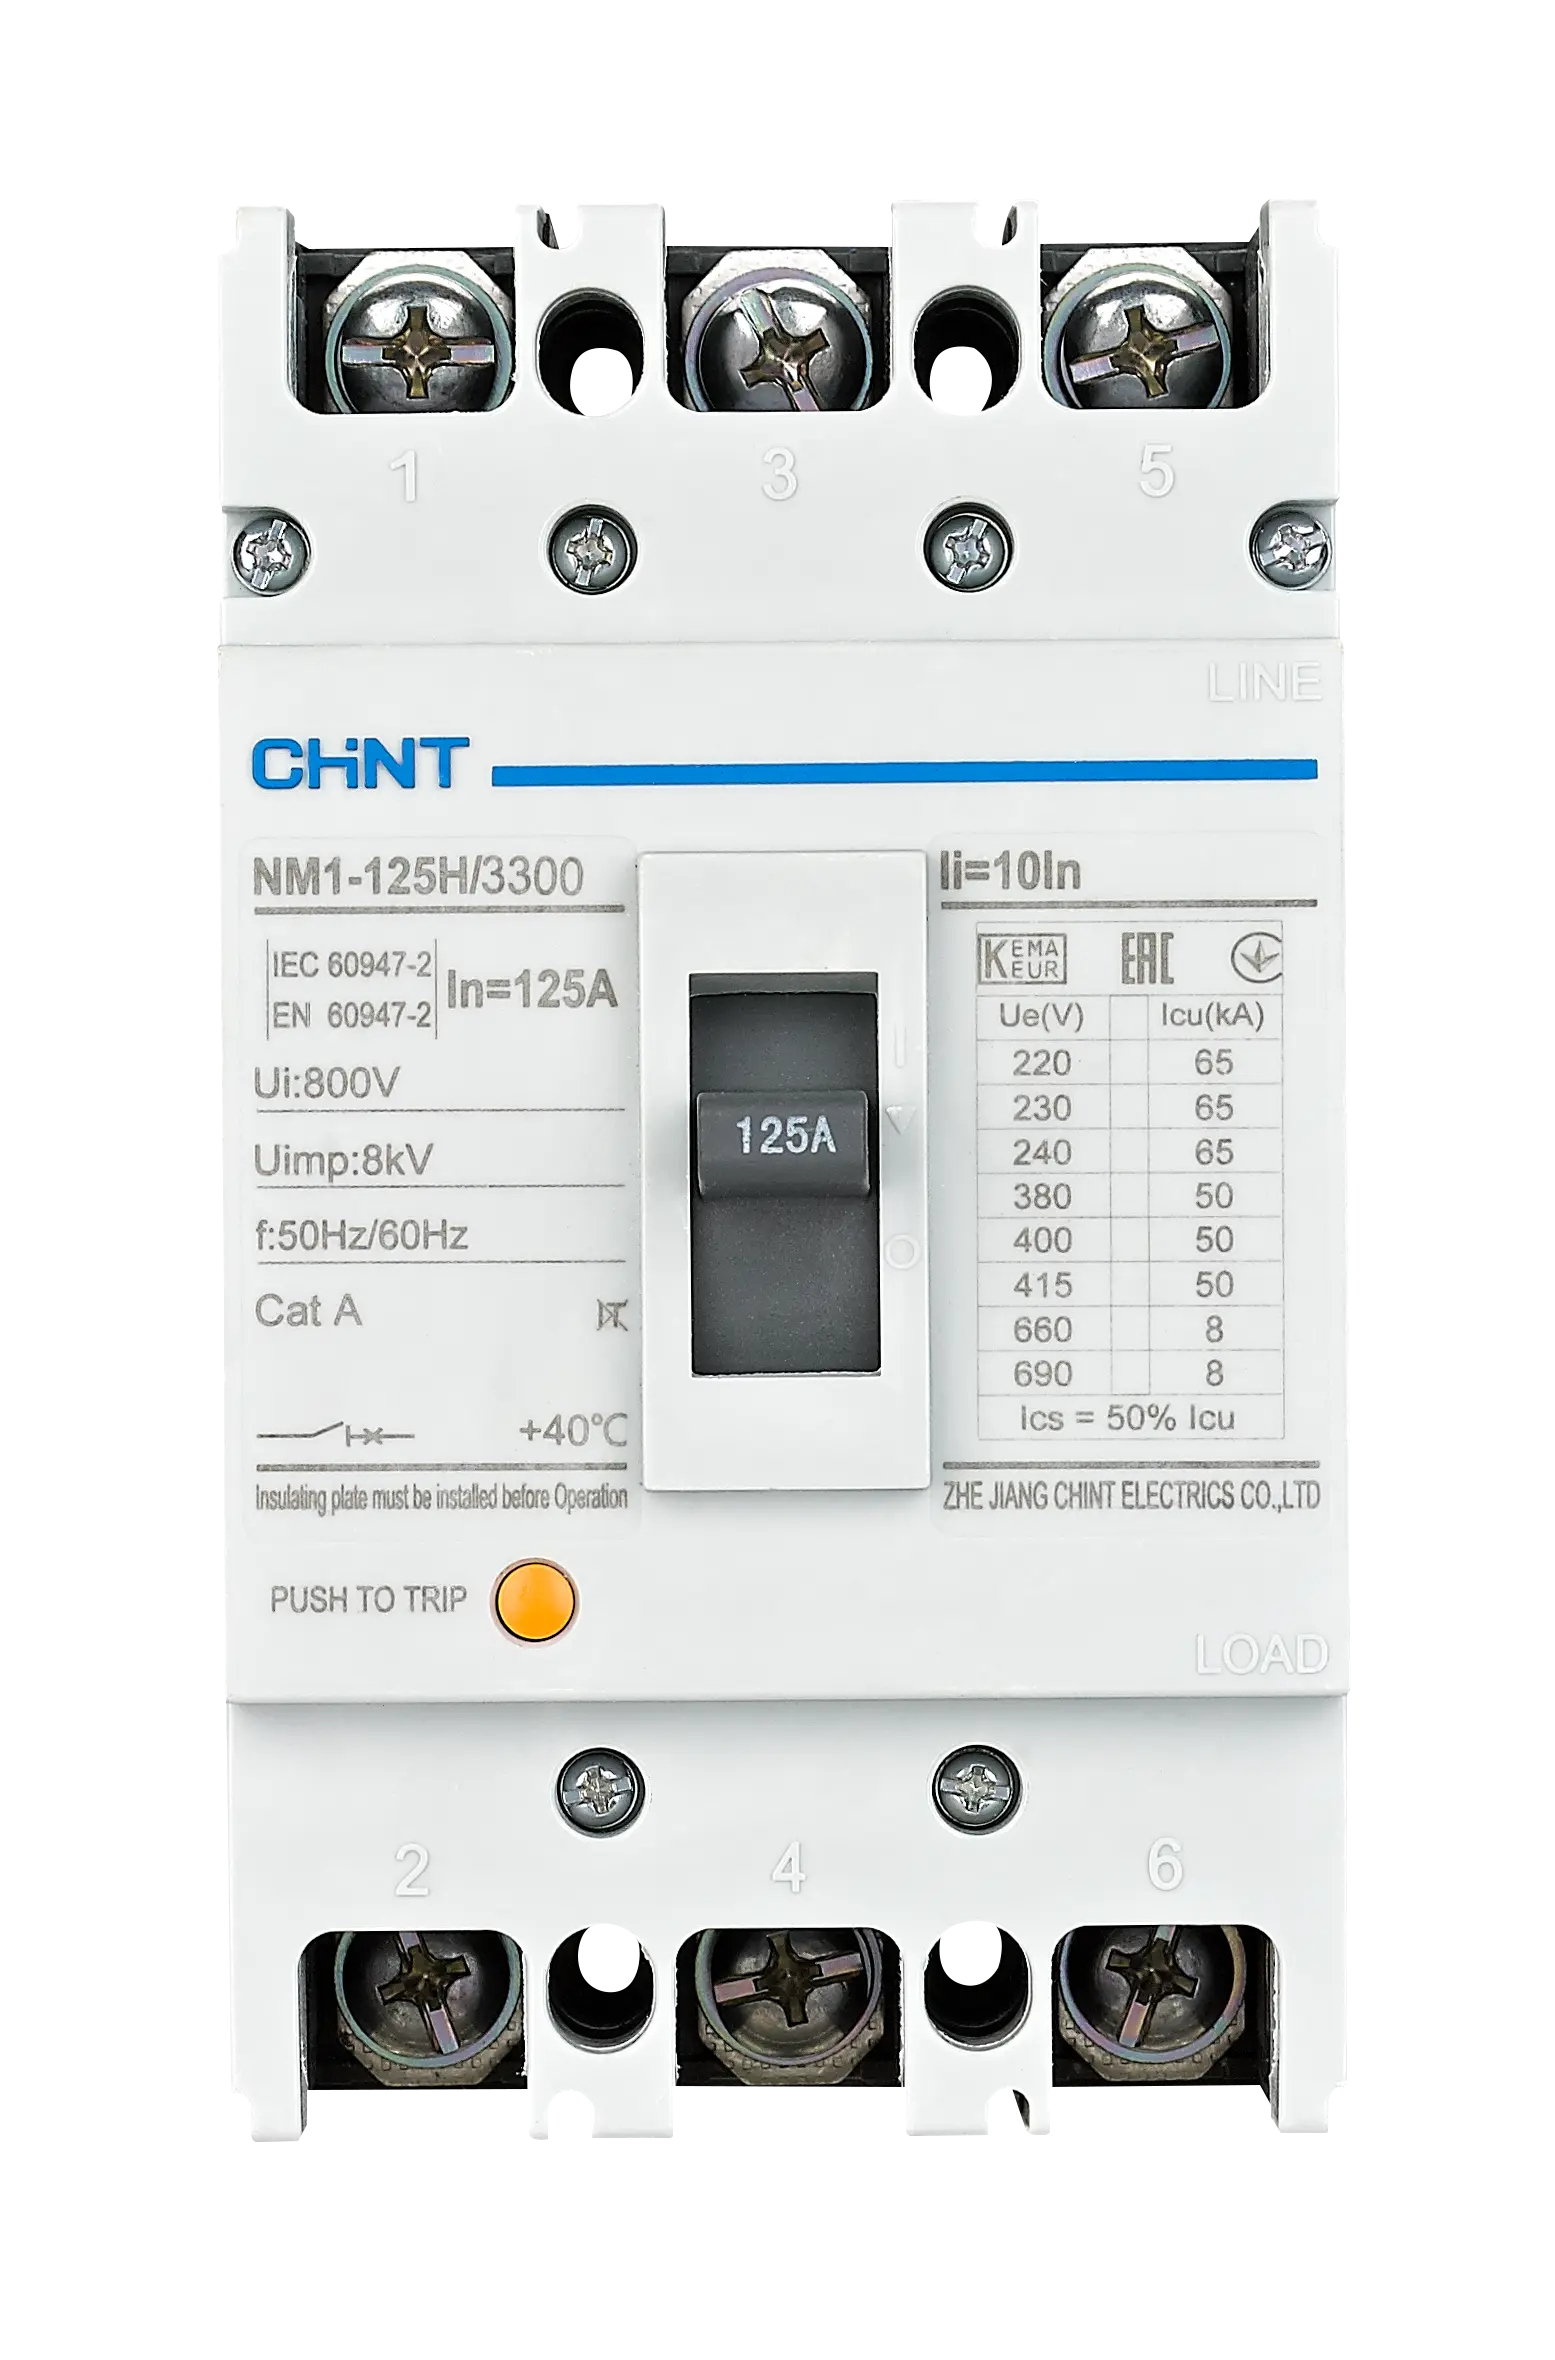 1 3 5
LINE
CHiNT
NM1-125H/3300
IEC 60947-2
EN 60947-2
In=125A
Ui:800V
Uimp:8kV
f:50Hz/60Hz
Cat A
+40℃
Insulating plate must be installed before Operation
I
125A
O
Ii=10In
KEMA
KEUR
EAC
Ue(V) Icu(kA)
220 65
230 65
240 65
380 50
400 50
415 50
660 8
690 8
Ics = 50% Icu
ZHE JIANG CHINT ELECTRICS CO.,LTD
PUSH TO TRIP
LOAD
2 4 6